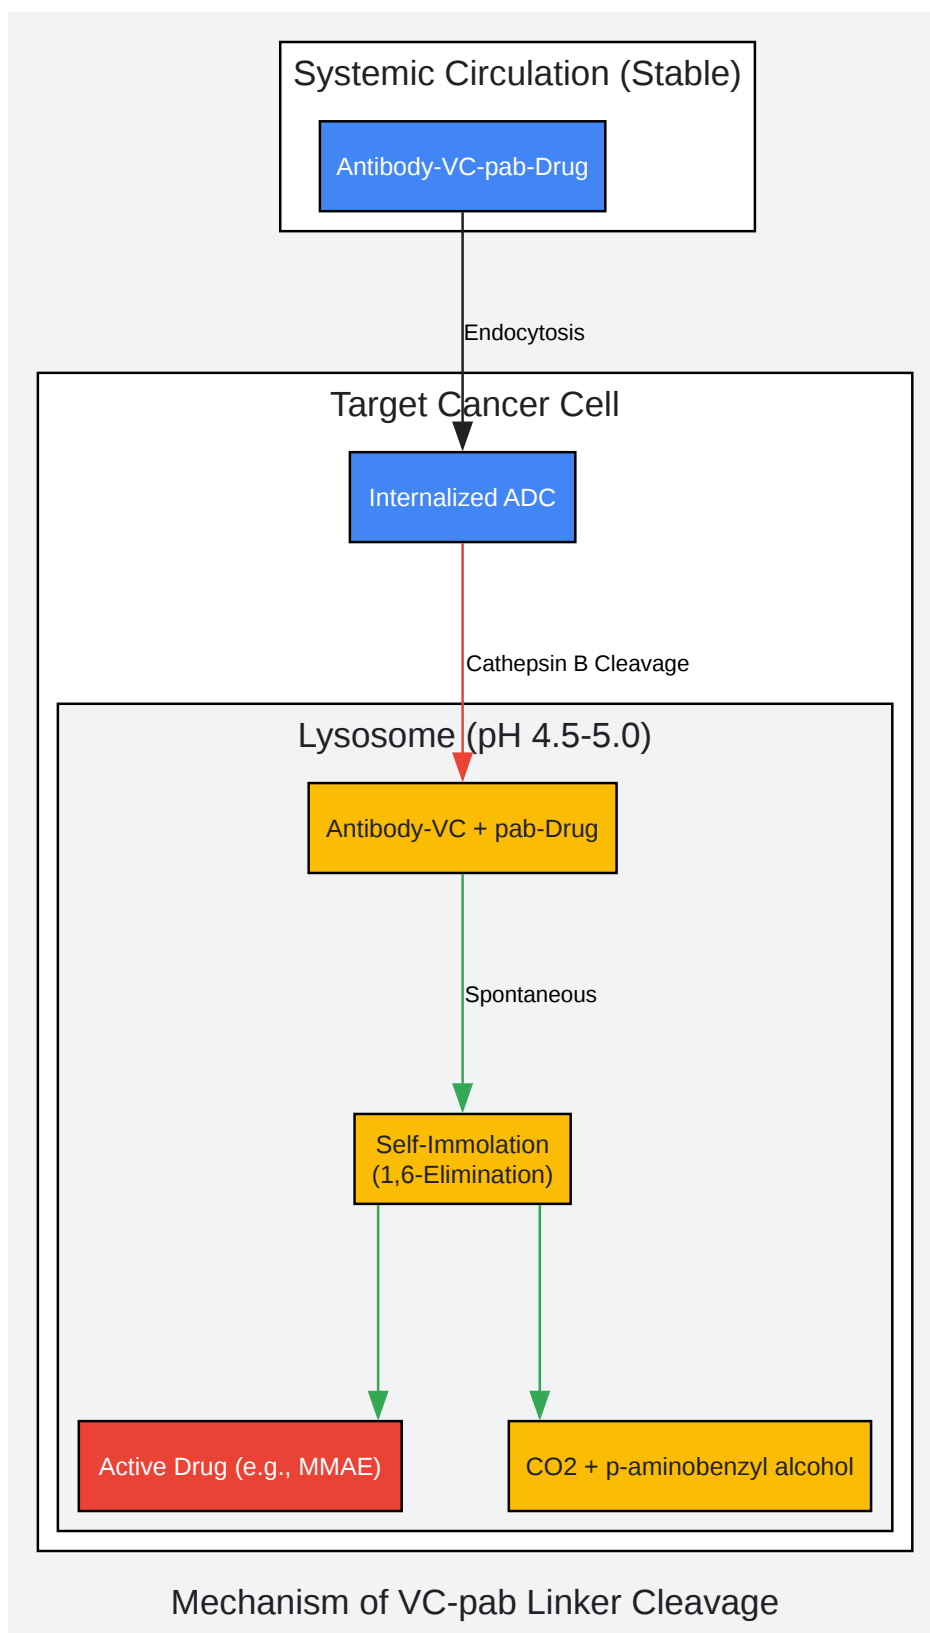 Systemic Circulation (Stable)
Antibody-VC-pab-Drug
Endocytosis
Target Cancer Cell
Internalized ADC
Cathepsin B Cleavage
Lysosome (pH 4.5-5.0)
Antibody-VC + pab-Drug
Spontaneous
Self-Immolation
(1,6-Elimination)
Active Drug (e.g., MMAE)
CO2 + p-aminobenzyl alcohol
Mechanism of VC-pab Linker Cleavage